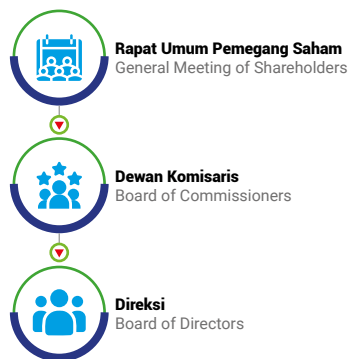 Rapat Umum Pemegang Saham
General Meeting of Shareholders
Dewan Komisaris
Board of Commissioners
Direksi
Board of Directors